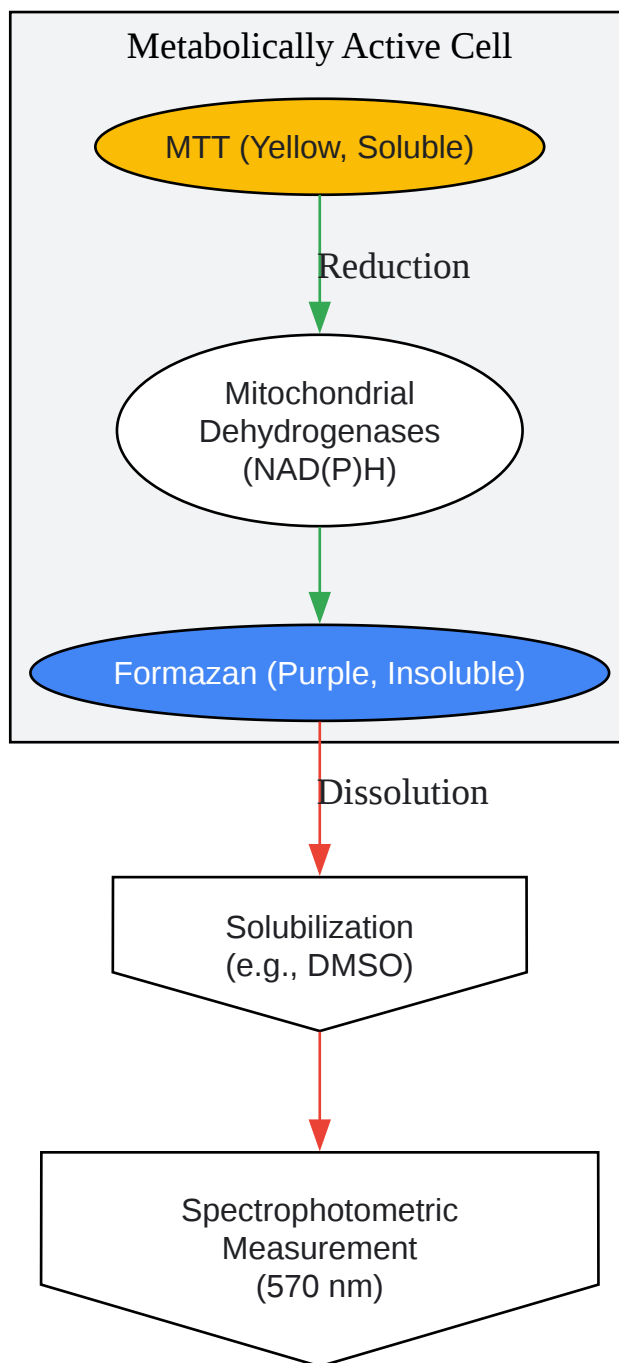 Metabolically Active Cell
MTT (Yellow, Soluble)
Reduction
Mitochondrial
Dehydrogenases
(NAD(P)H)
Formazan (Purple, Insoluble)
Dissolution
Solubilization
(e.g., DMSO)
Spectrophotometric
Measurement
(570 nm)